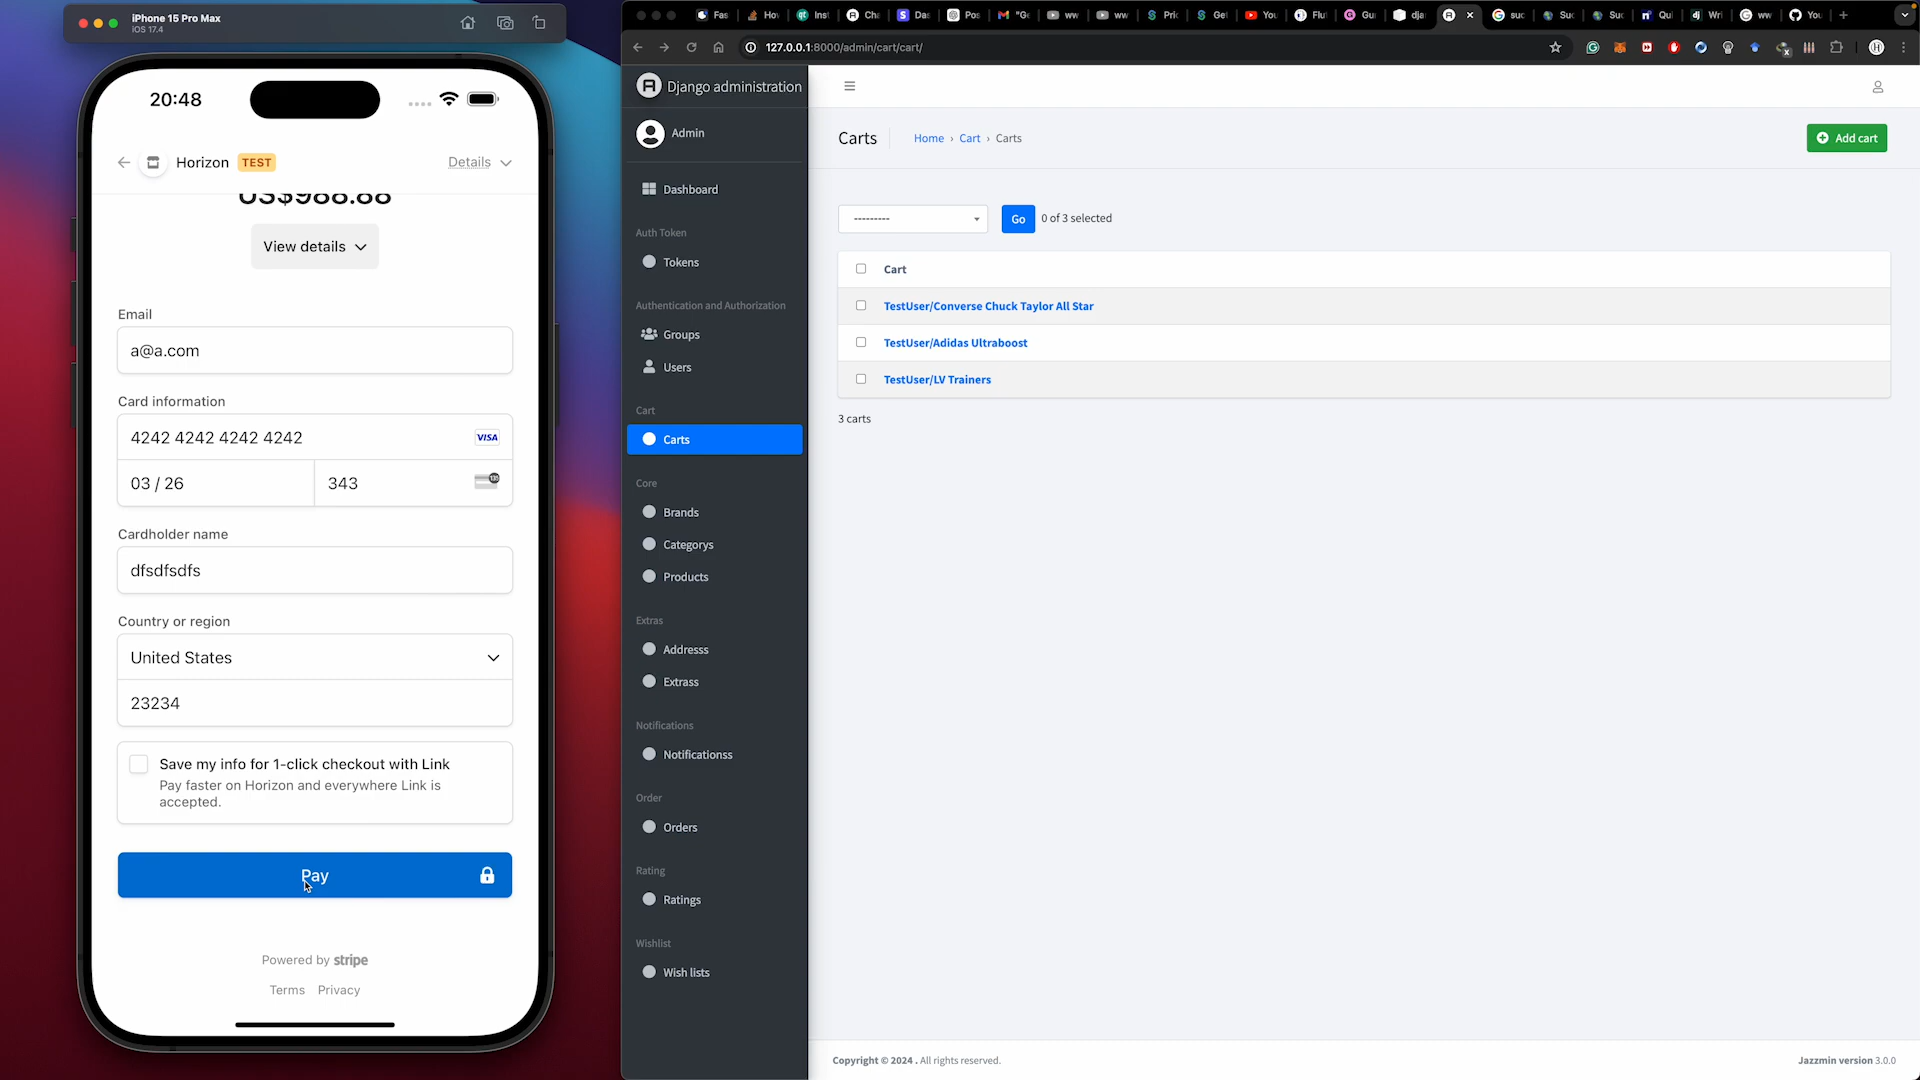 iPhone 15 Pro Max
iOS 17.4
20:48
Horizon TEST
Details
US$988.88
View details
Email
a@a.com
Card information
4242 4242 4242 4242
VISA
03 / 26
343
Cardholder name
dfsdfsdfs
Country or region
United States
23234
Save my info for 1-click checkout with Link
Pay faster on Horizon and everywhere Link is
accepted.
Pay
Powered by stripe
Terms Privacy
127.0.0.1:8000/admin/cart/cart/
Django administration
Admin
Dashboard
Auth Token
Tokens
Authentication and Authorization
Groups
Users
Cart
Carts
Core
Brands
Categorys
Products
Extras
Addresss
Extrass
Notifications
Notificationss
Order
Orders
Rating
Ratings
Wishlist
Wish lists
Carts
Home › Cart › Carts
Add cart
---------
Go
0 of 3 selected
Cart
TestUser/Converse Chuck Taylor All Star
TestUser/Adidas Ultraboost
TestUser/LV Trainers
3 carts
Copyright © 2024 . All rights reserved.
Jazzmin version 3.0.0